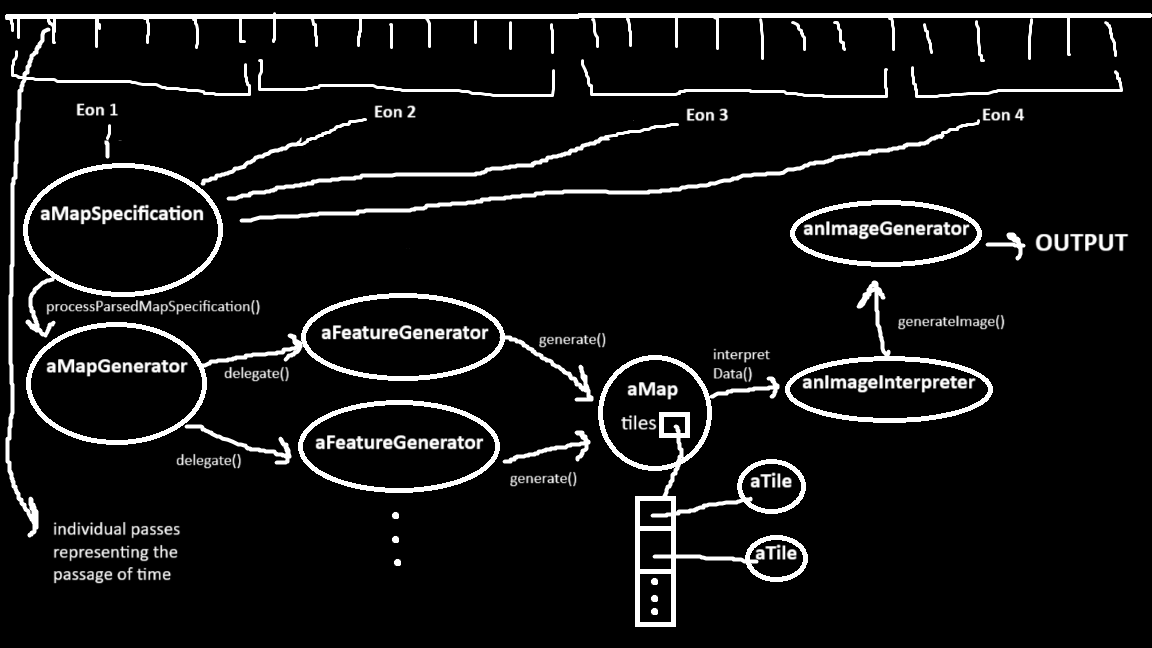 Eon 1
Eon 2
Eon 3
Eon 4
aMapSpecification
anImageGenerator
OUTPUT
processParsedMapSpecification()
generateImage()
aMapGenerator
delegate()
aFeatureGenerator
generate()
delegate()
aFeatureGenerator
generate()
aMap
tiles
interpret
Data()
anImageInterpreter
aTile
aTile
individual passes
representing the
passage of time